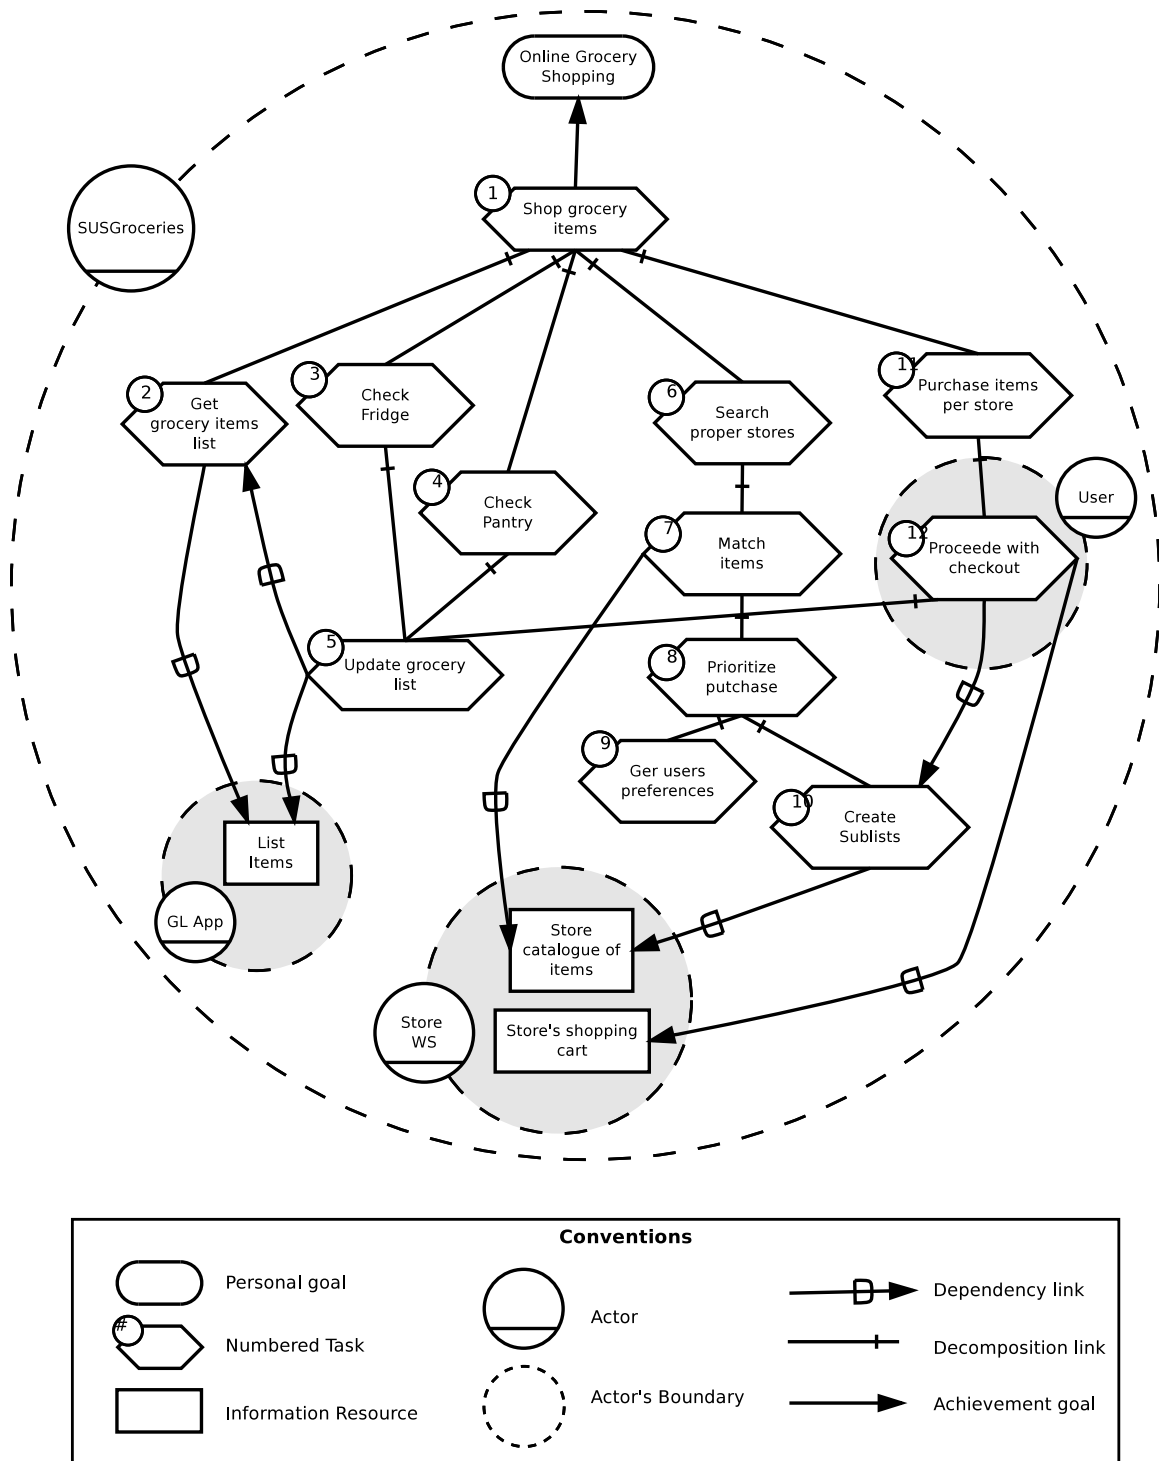 Online Grocery
Shopping
1
Shop grocery
items
SUSGroceries
2
Get
grocery items
list
3
Check
Fridge
4
Check
Pantry
6
Search
proper stores
11
Purchase items
per store
User
12
Proceede with
checkout
7
Match
items
5
Update grocery
list
8
Prioritize
putchase
9
Ger users
preferences
10
Create
Sublists
List
Items
GL App
Store
catalogue of
items
Store
WS
Store's shopping
cart
Conventions
Personal goal
#
Numbered Task
Information Resource
Actor
Actor's Boundary
Dependency link
Decomposition link
Achievement goal